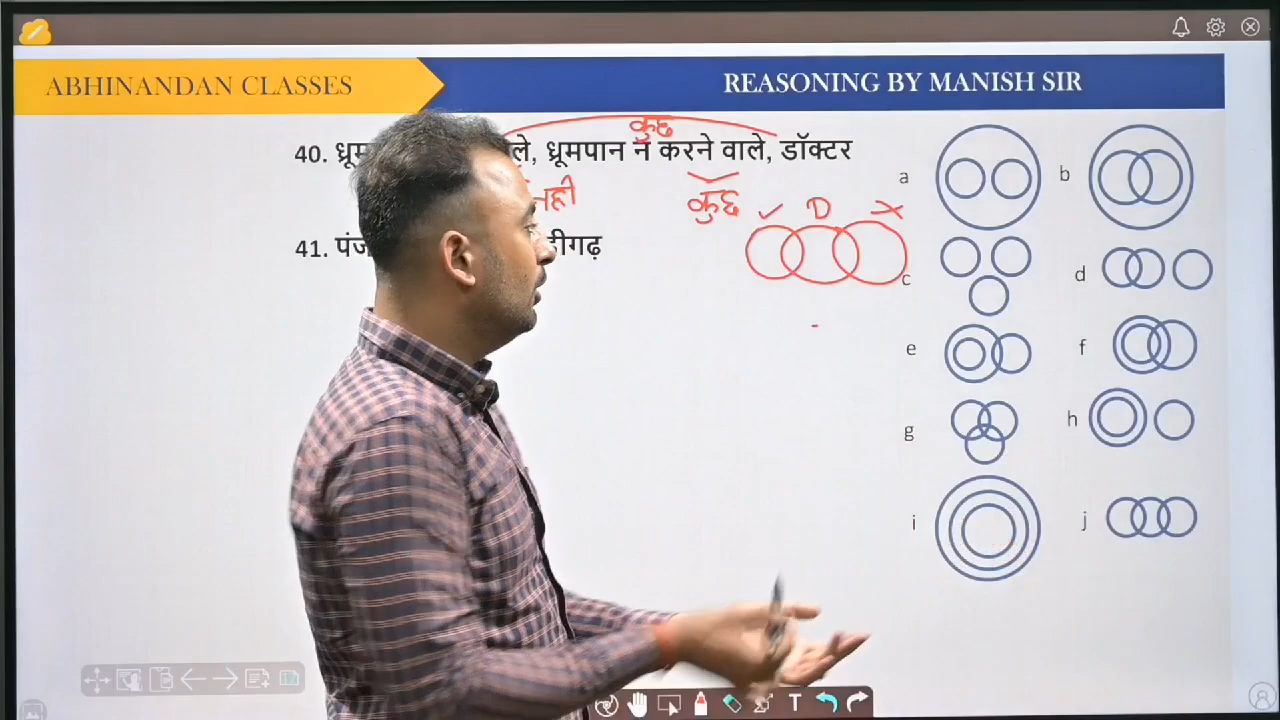 ABHINANDAN CLASSES
REASONING BY MANISH SIR
कुछ
40. ध्रूम ले, ध्रूमपान न करने वाले, डॉक्टर
नहीं
कुछ ✓ D ×
41. पंज डीगढ़
a
b
c
d
e
f
g
h
i
j
T